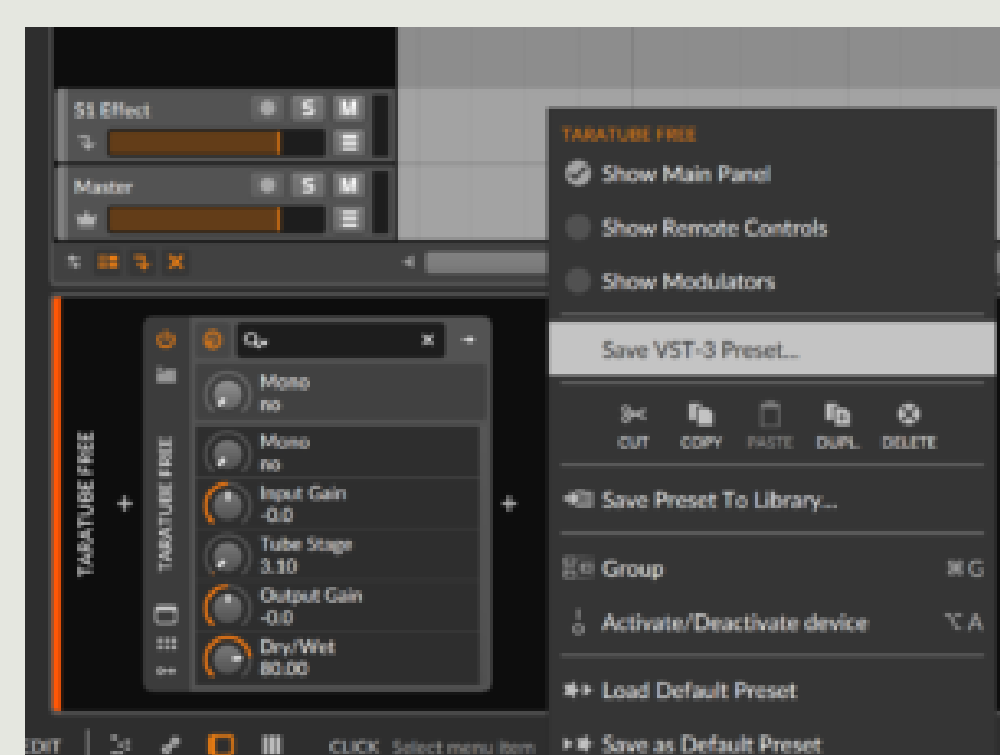 S1 Effect
S M
Master
S M
TARATUBE FREE
Show Main Panel
Show Remote Controls
Show Modulators
Save VST-3 Preset...
CUT COPY PASTE DUPL. DELETE
Save Preset To Library...
Group ⌘ G
Activate/Deactivate device ⌥ A
Load Default Preset
Save as Default Preset
TARATUBE FREE
TARATUBE FREE
Mono
no
Mono
no
Input Gain
-0.0
Tube Stage
3.10
Output Gain
-0.0
Dry/Wet
80.00
EDIT
CLICK Select menu item